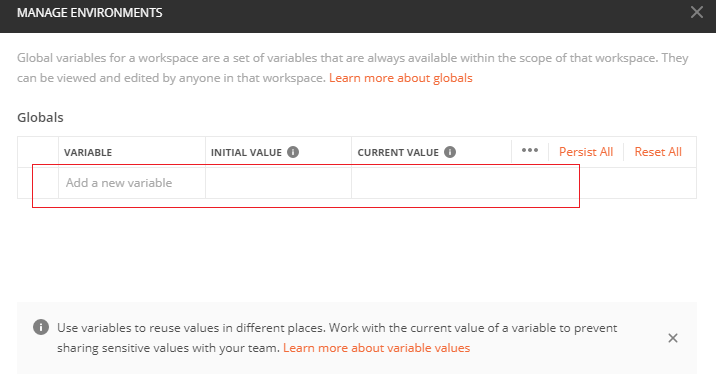 MANAGE ENVIRONMENTS
Global variables for a workspace are a set of variables that are always available within the scope of that workspace. They
can be viewed and edited by anyone in that workspace. Learn more about globals
Globals
VARIABLE INITIAL VALUE CURRENT VALUE Persist All Reset All
Add a new variable
Use variables to reuse values in different places. Work with the current value of a variable to prevent
sharing sensitive values with your team. Learn more about variable values